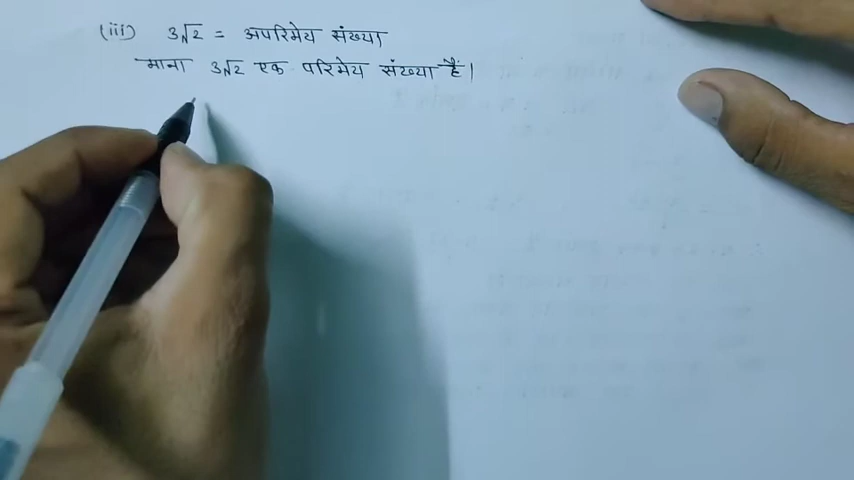 (iii) 3√2 = अपरिमेय संख्या
माना 3√2 एक परिमेय संख्या है।